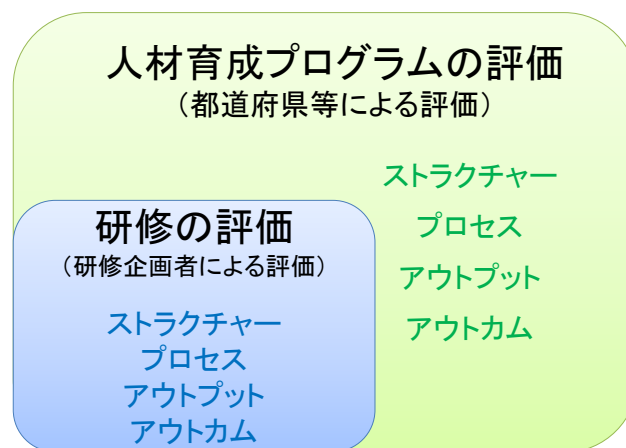 人材育成プログラムの評価
（都道府県等による評価）
ストラクチャー
プロセス
アウトプット
アウトカム
研修の評価
（研修企画者による評価）
ストラクチャー
プロセス
アウトプット
アウトカム